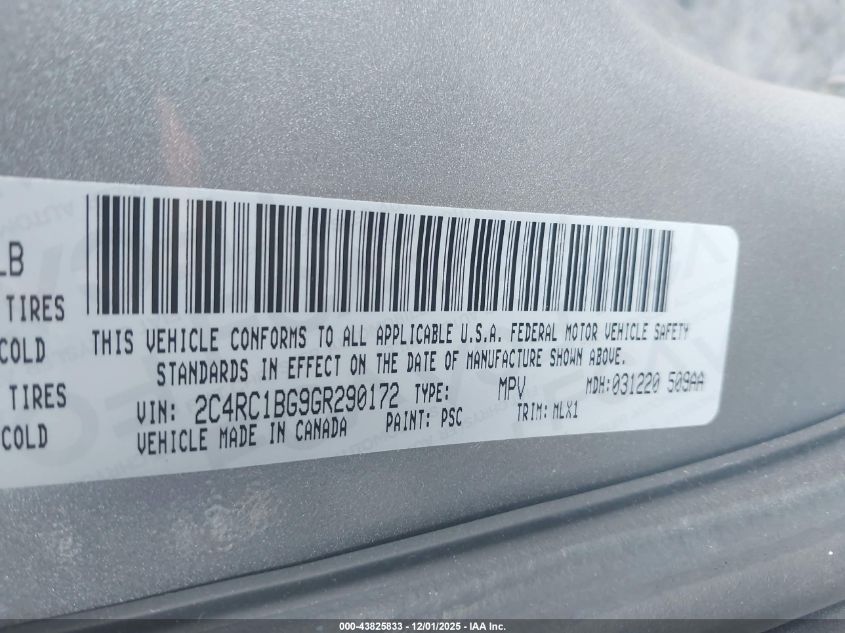 LB
TIRES
COLD
TIRES
COLD
THIS VEHICLE CONFORMS TO ALL APPLICABLE U.S.A. FEDERAL MOTOR VEHICLE SAFETY
STANDARDS IN EFFECT ON THE DATE OF MANUFACTURE SHOWN ABOVE.
VIN: 2C4RC1BG9GR290172 TYPE: MPV MDH:031220 509AA
VEHICLE MADE IN CANADA PAINT: PSC TRIM: MLX1
000-43825833 - 12/01/2025 - IAA Inc.